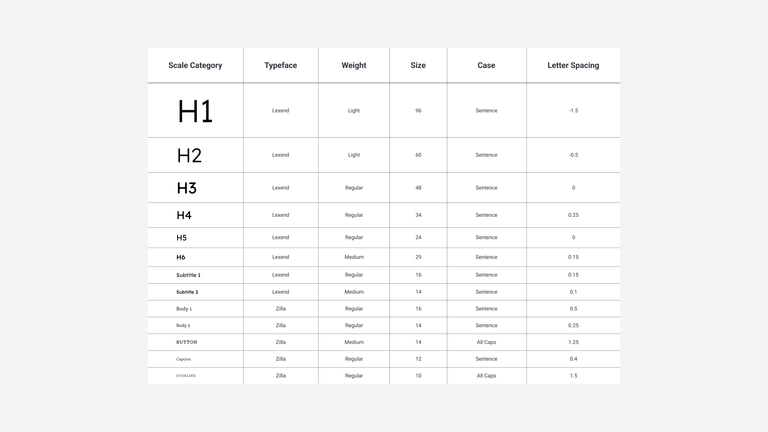 Scale Category Typeface Weight Size Case Letter Spacing
H1 Lexend Light 96 Sentence -1.5
H2 Lexend Light 60 Sentence -0.5
H3 Lexend Regular 48 Sentence 0
H4 Lexend Regular 34 Sentence 0.25
H5 Lexend Regular 24 Sentence 0
H6 Lexend Medium 29 Sentence 0.15
Subtitle 1 Lexend Regular 16 Sentence 0.15
Subtitle 2 Lexend Medium 14 Sentence 0.1
Body 1 Zilla Regular 16 Sentence 0.5
Body 2 Zilla Regular 14 Sentence 0.25
BUTTON Zilla Medium 14 All Caps 1.25
Caption Zilla Regular 12 Sentence 0.4
OVERLINE Zilla Regular 10 All Caps 1.5